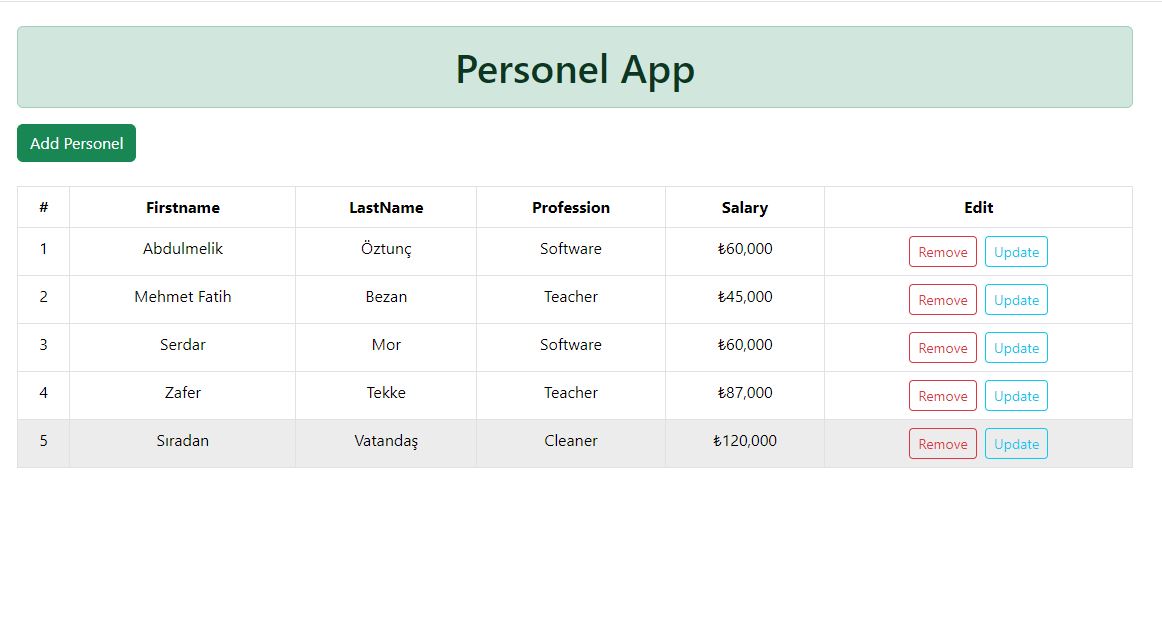 Personel App
Add Personel
# Firstname LastName Profession Salary Edit
1 Abdulmelik Öztunç Software ₺60,000 Remove Update
2 Mehmet Fatih Bezan Teacher ₺45,000 Remove Update
3 Serdar Mor Software ₺60,000 Remove Update
4 Zafer Tekke Teacher ₺87,000 Remove Update
5 Sıradan Vatandaş Cleaner ₺120,000 Remove Update